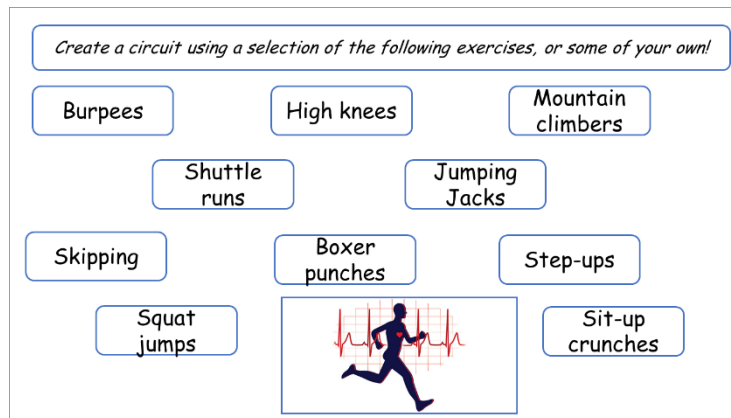 Create a circuit using a selection of the following exercises, or some of your own!
Burpees
High knees
Mountain
climbers
Shuttle
runs
Jumping
Jacks
Skipping
Boxer
punches
Step-ups
Squat
jumps
Sit-up
crunches